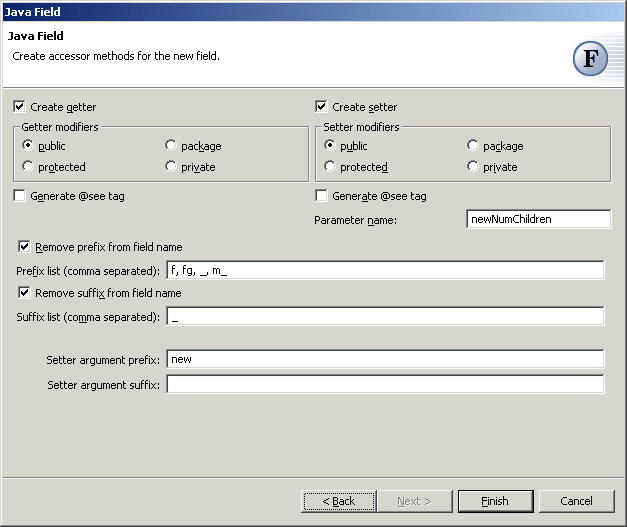 Java Field
Java Field
Create accessor methods for the new field.
F
Create getter
Create setter
Getter modifiers
Setter modifiers
public
package
public
package
protected
private
protected
private
Generate @see tag
Generate @see tag
Parameter name:
newNumChildren
Remove prefix from field name
Prefix list (comma separated):
f, fg, _, m_
Remove suffix from field name
Suffix list (comma separated):
_
Setter argument prefix:
new
Setter argument suffix:
< Back
Next >
Finish
Cancel